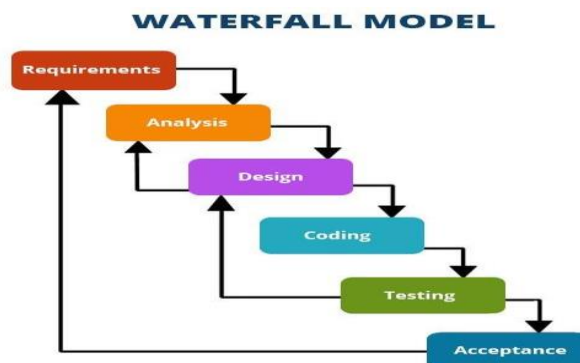 WATERFALL MODEL
Requirements
Analysis
Design
Coding
Testing
Acceptance